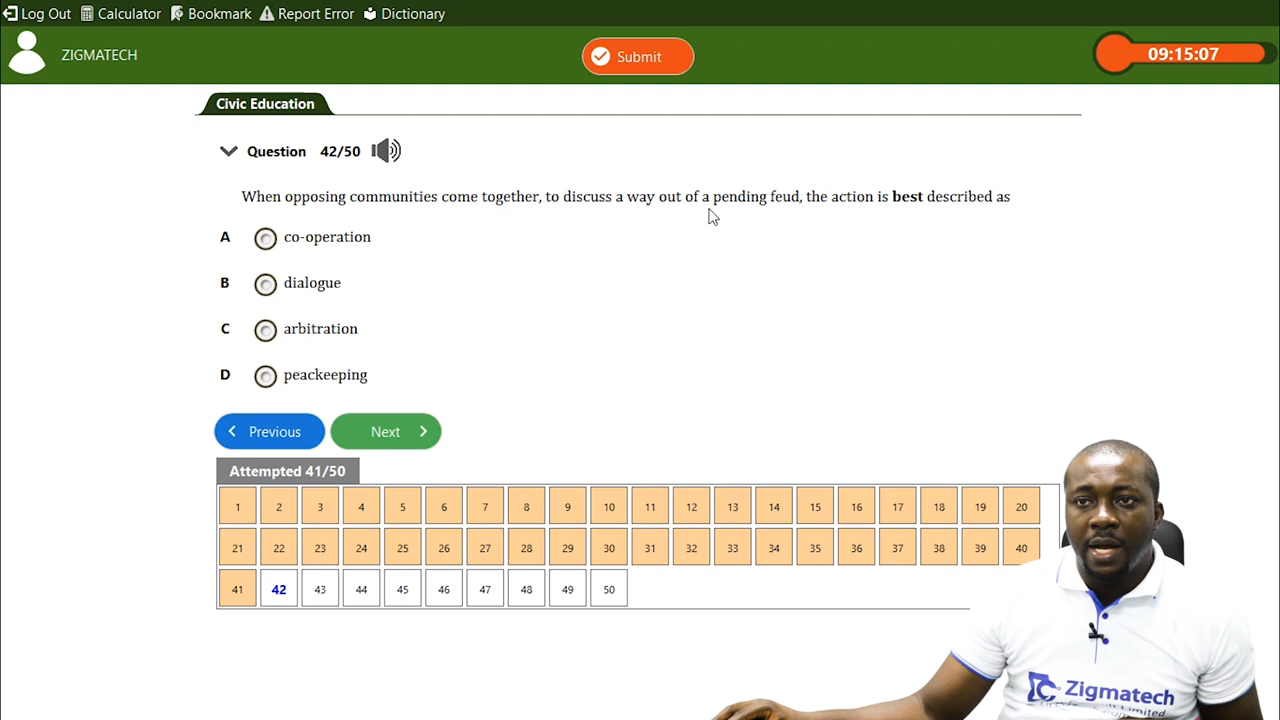 Log Out Calculator Bookmark Report Error Dictionary
ZIGMATECH
Submit
09:15:07
Civic Education
Question 42/50
When opposing communities come together, to discuss a way out of a pending feud, the action is best described as
A co-operation
B dialogue
C arbitration
D peackeeping
Previous Next
Attempted 41/50
1 2 3 4 5 6 7 8 9 10 11 12 13 14 15 16 17 18 19 20
21 22 23 24 25 26 27 28 29 30 31 32 33 34 35 36 37 38 39 40
41 42 43 44 45 46 47 48 49 50
Zigmatech
Limited